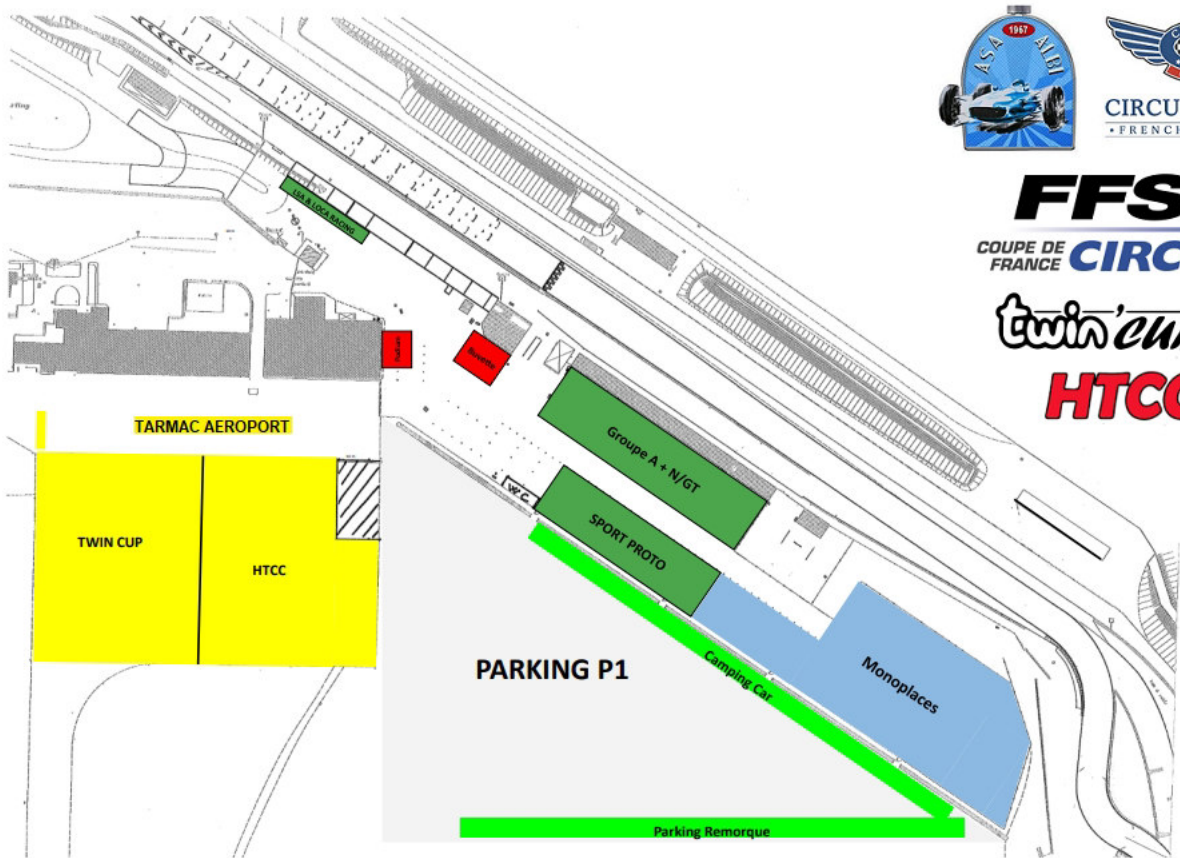 1967
ASA ALBI
CIRCU
• FRENCH
FFS
COUPE DE
FRANCE CIRC
twin'cu
HTCC
LSA & LOCA RACING
Podium
Buvette
TARMAC AEROPORT
Groupe A + N/GT
W.C.
SPORT PROTO
TWIN CUP
HTCC
Camping Car
Monoplaces
PARKING P1
Parking Remorque